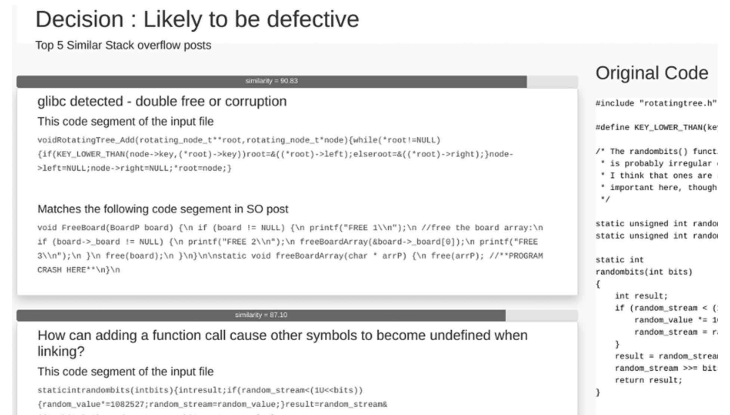 Decision : Likely to be defective
Top 5 Similar Stack overflow posts
similarity = 90.83
glibc detected - double free or corruption
This code segment of the input file
voidRotatingTree_Add(rotating_node_t**root,rotating_node_t*node){while(*root!=NULL)
{if(KEY_LOWER_THAN(node->key,(*root)->key))root=&((*root)->left);elseroot=&((*root)->right);}node-
>left=NULL;node->right=NULL;*root=node;}
Matches the following code segement in SO post
void FreeBoard(BoardP board) {\n if (board != NULL) {\n printf("FREE 1\\n");\n //free the board array:\n
if (board->_board != NULL) {\n printf("FREE 2\\n");\n freeBoardArray(&board->_board[0]);\n printf("FREE
3\\n");\n }\n free(board);\n }\n}\n\nstatic void freeBoardArray(char * arrP) {\n free(arrP); //**PROGRAM
CRASH HERE**\n}\n
similarity = 87.10
How can adding a function call cause other symbols to become undefined when
linking?
This code segment of the input file
staticintrandombits(intbits){intresult;if(random_stream<(1U<<bits))
{random_value*=1082527;random_stream=random_value;}result=random_stream&
Original Code
#include "rotatingtree.h"
#define KEY_LOWER_THAN(key
/* The randombits() functi
* is probably irregular
* I think that ones are
* important here, though
*/
static unsigned int random
static unsigned int random
static int
randombits(int bits)
{
int result;
if (random_stream < (
random_value *= 1
random_stream = r
}
result = random_strea
random_stream >>= bit
return result;
}